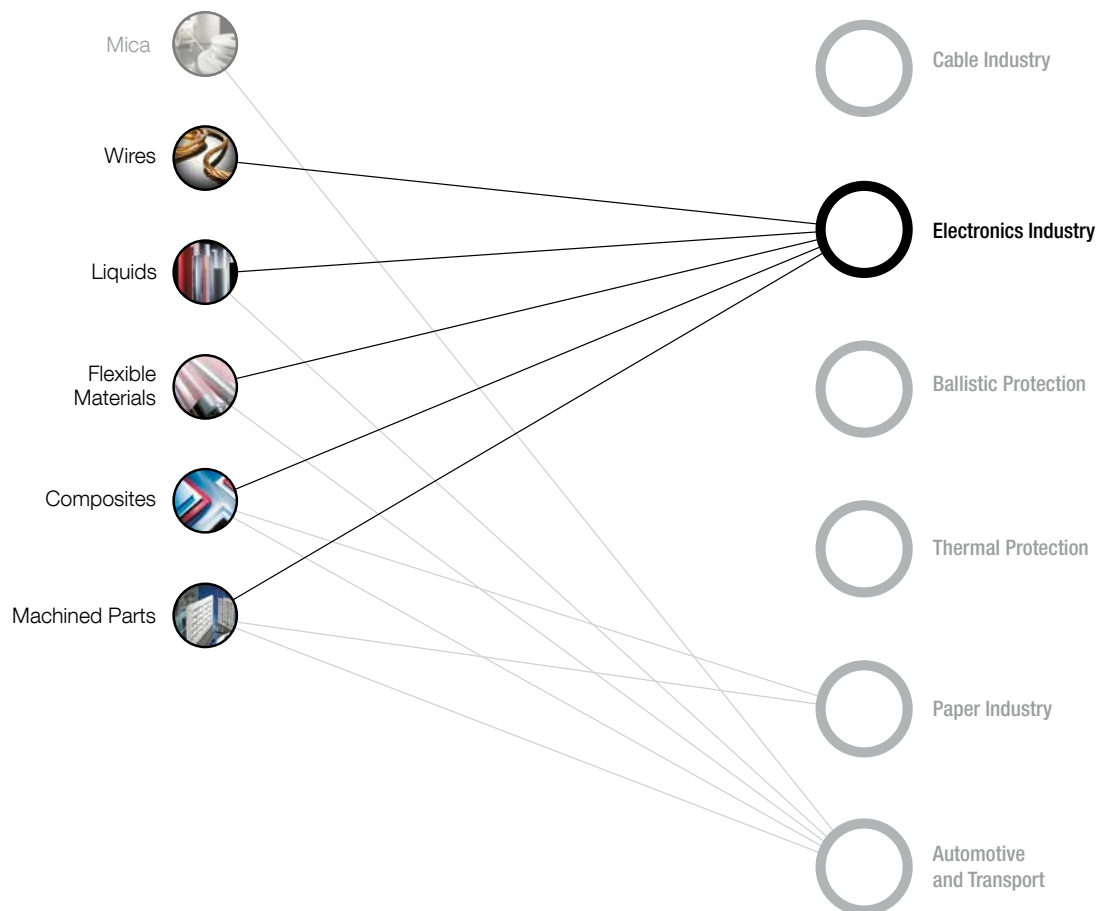 Mica
Wires
Liquids
Flexible
Materials
Composites
Machined Parts
Cable Industry
Electronics Industry
Ballistic Protection
Thermal Protection
Paper Industry
Automotive
and Transport